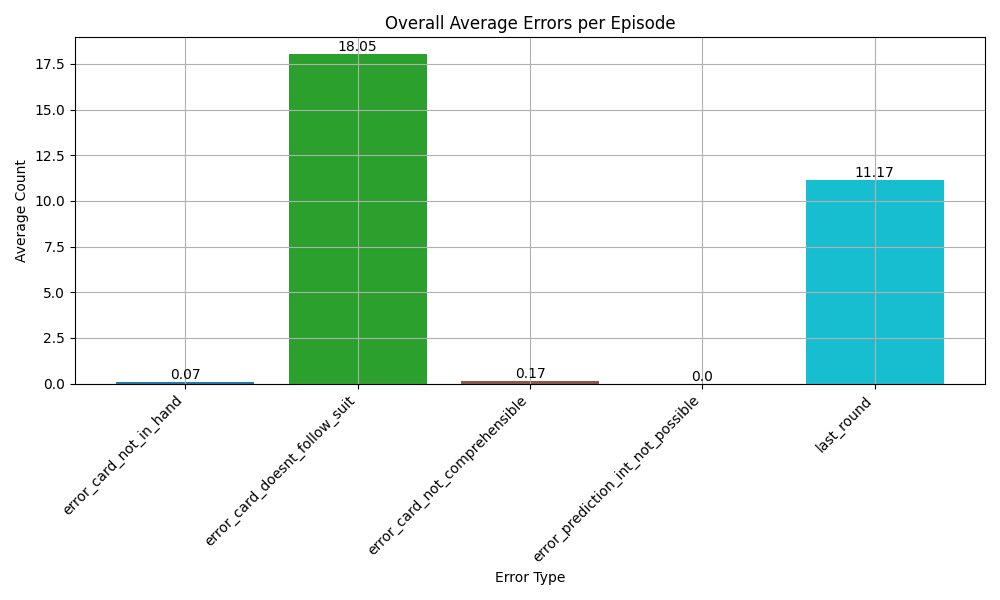 Overall Average Errors per Episode
18.05
17.5
15.0
12.5
11.17
10.0
7.5
5.0
2.5
0.0
0.07
0.17
0.0
Average Count
error_card_not_in_hand
error_card_doesnt_follow_suit
error_card_not_comprehensible
error_prediction_int_not_possible
last_round
Error Type